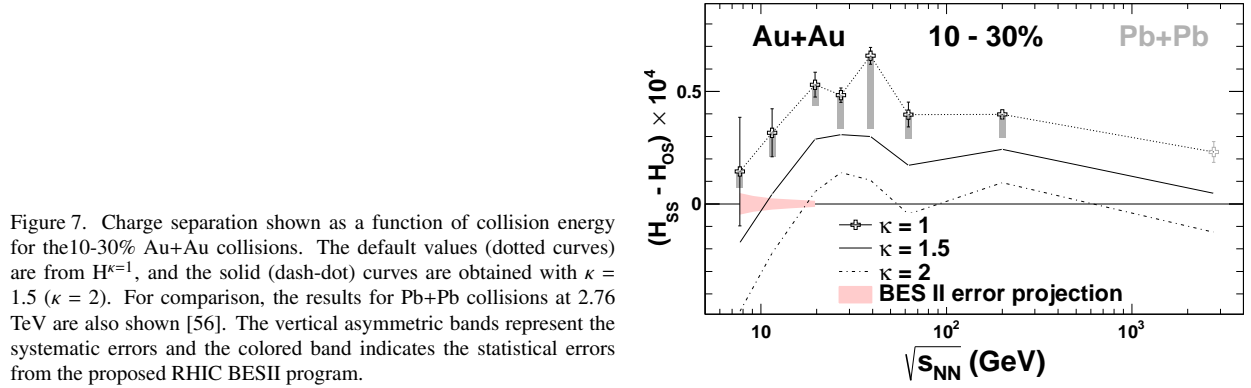 Figure 7. Charge separation shown as a function of collision energy
for the10-30% Au+Au collisions. The default values (dotted curves)
are from H^κ=1, and the solid (dash-dot) curves are obtained with κ =
1.5 (κ = 2). For comparison, the results for Pb+Pb collisions at 2.76
TeV are also shown [56]. The vertical asymmetric bands represent the
systematic errors and the colored band indicates the statistical errors
from the proposed RHIC BESII program.
Au+Au 10 - 30% Pb+Pb
(H_SS - H_OS) × 10^4
0.5
0
κ = 1
κ = 1.5
κ = 2
BES II error projection
10 10^2 10^3
√s_NN (GeV)